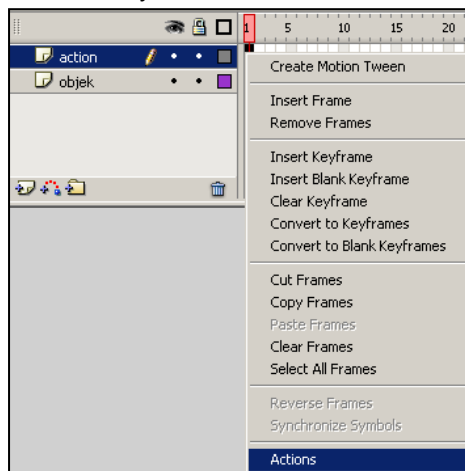 1 5 10 15 20
action
objek
Create Motion Tween
Insert Frame
Remove Frames
Insert Keyframe
Insert Blank Keyframe
Clear Keyframe
Convert to Keyframes
Convert to Blank Keyframes
Cut Frames
Copy Frames
Paste Frames
Clear Frames
Select All Frames
Reverse Frames
Synchronize Symbols
Actions